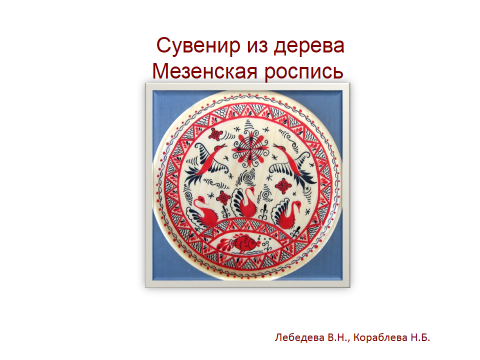 Сувенир из дерева
Мезенская роспись
Лебедева В.Н., Кораблева Н.Б.